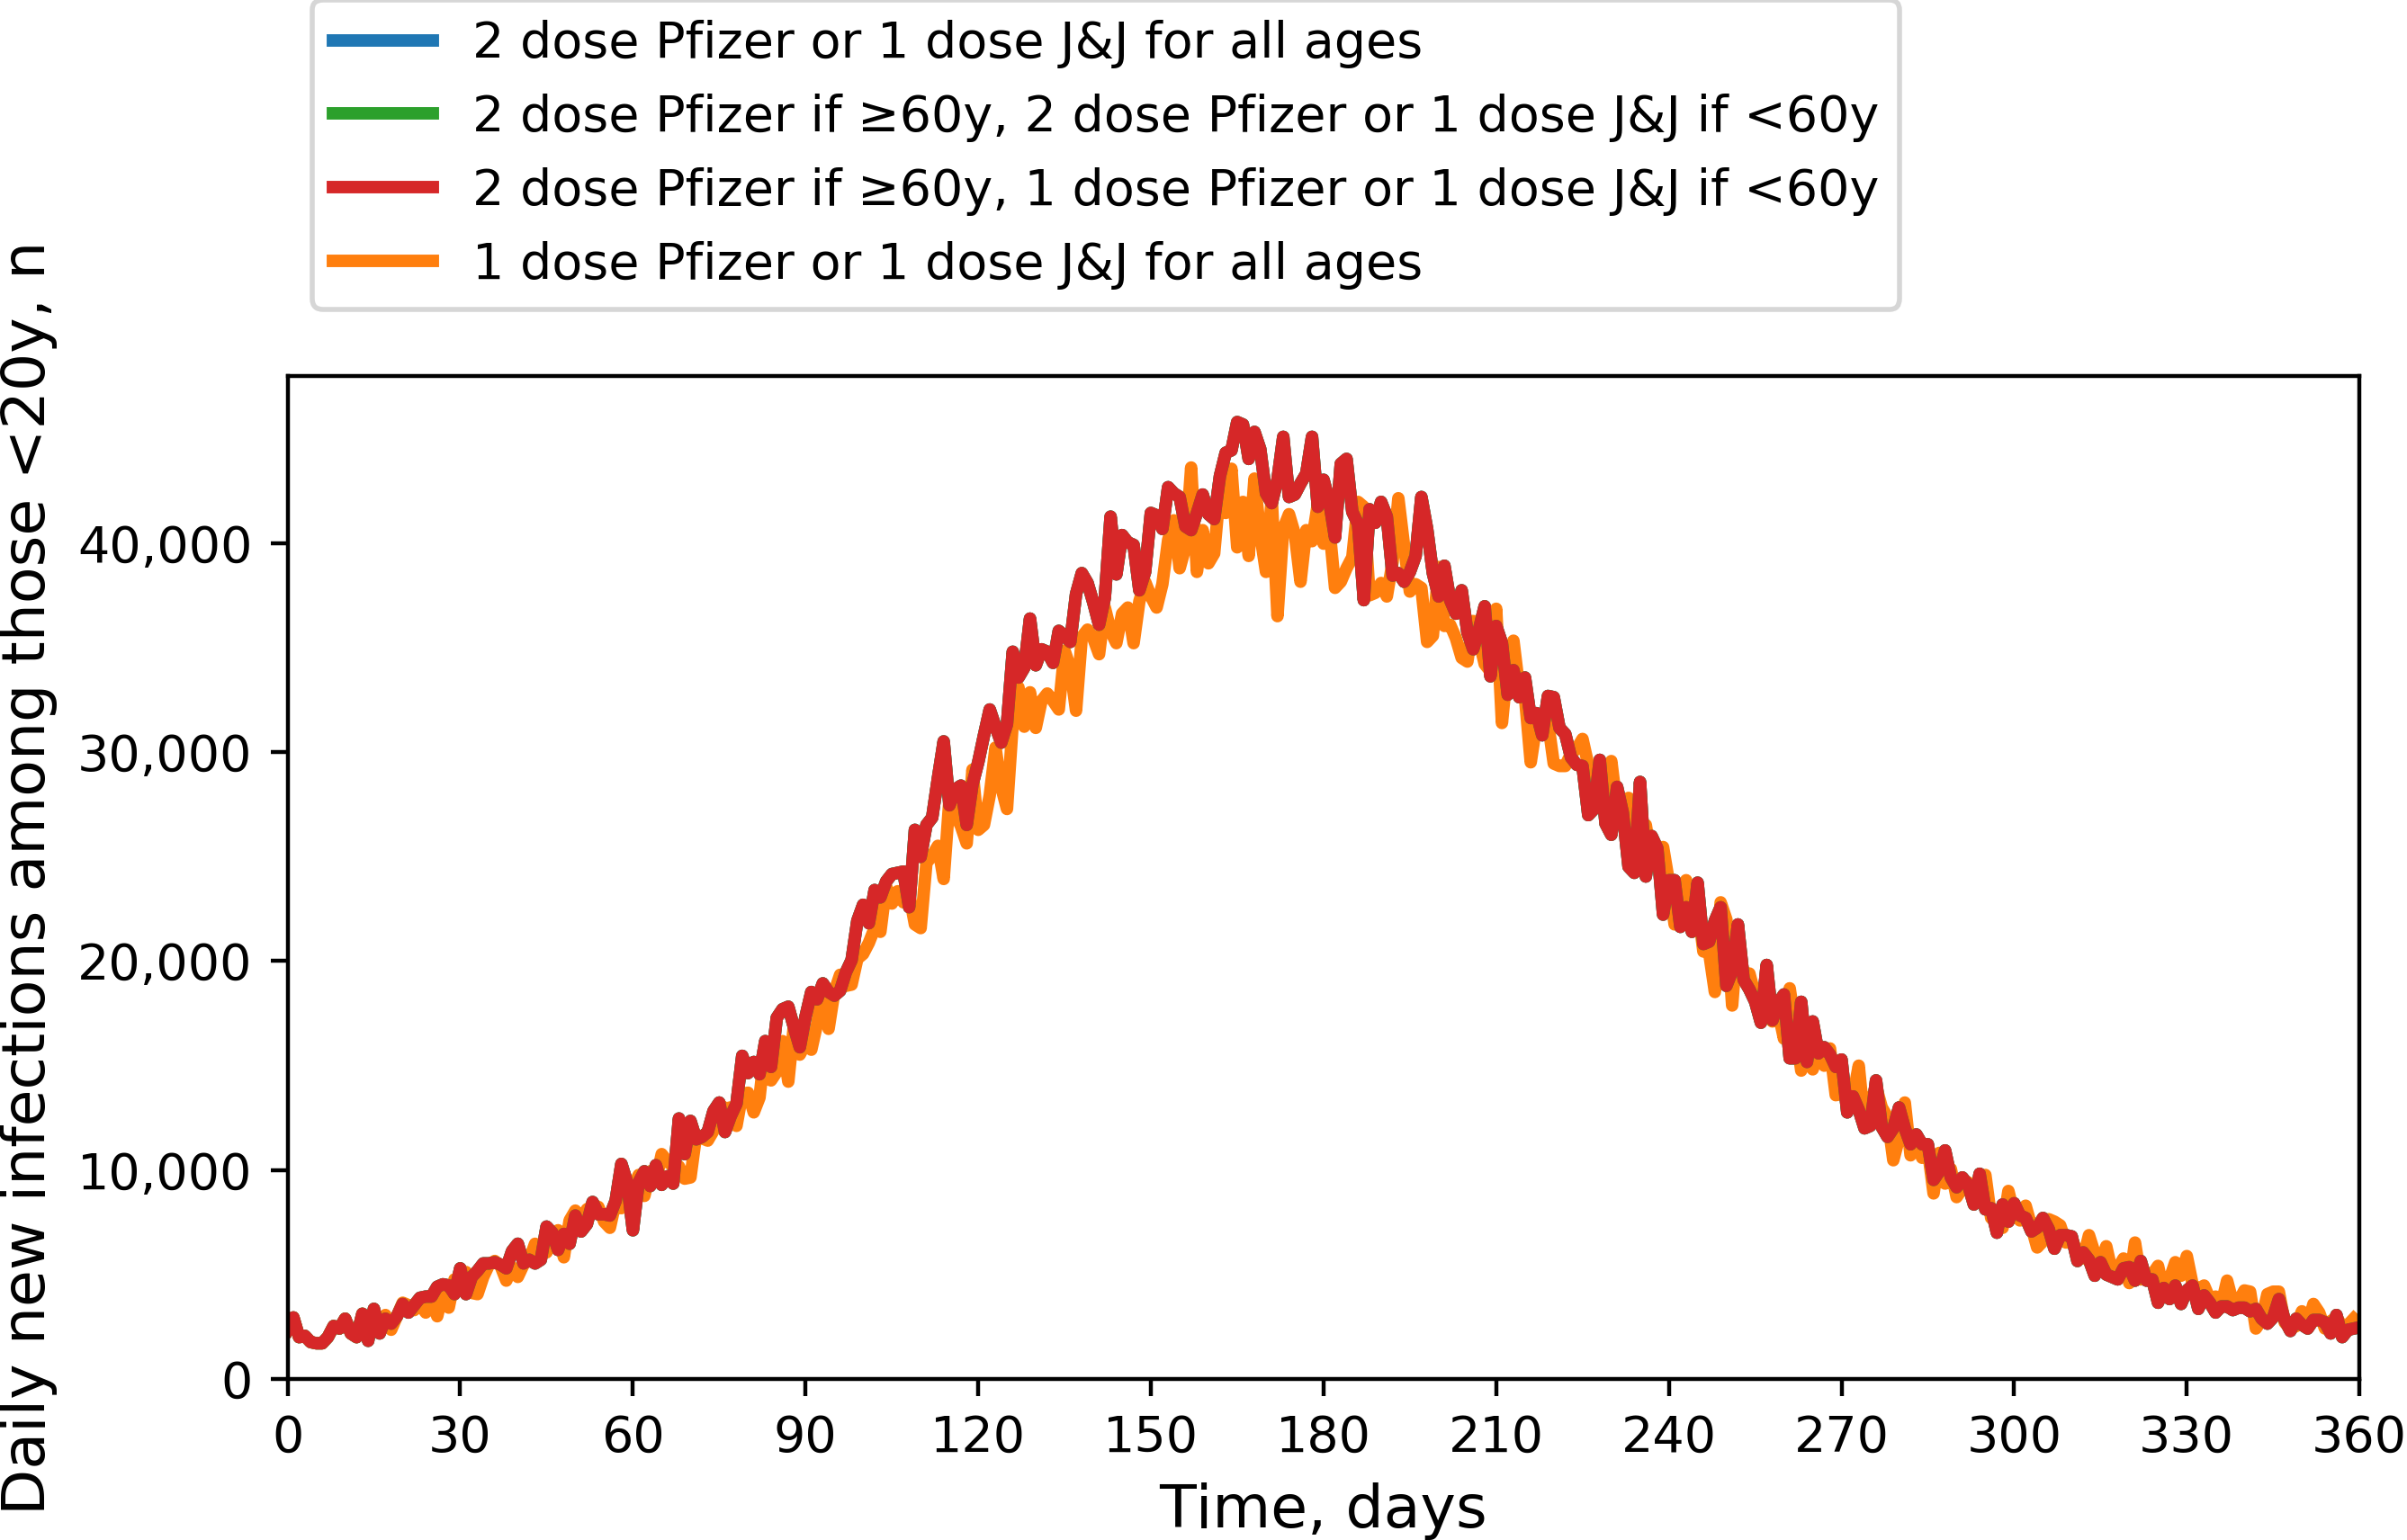 2 dose Pfizer or 1 dose J&J for all ages
2 dose Pfizer if ≥60y, 2 dose Pfizer or 1 dose J&J if <60y
2 dose Pfizer if ≥60y, 1 dose Pfizer or 1 dose J&J if <60y
1 dose Pfizer or 1 dose J&J for all ages
Daily new infections among those <20y, n
40,000
30,000
20,000
10,000
0
0 30 60 90 120 150 180 210 240 270 300 330 360
Time, days